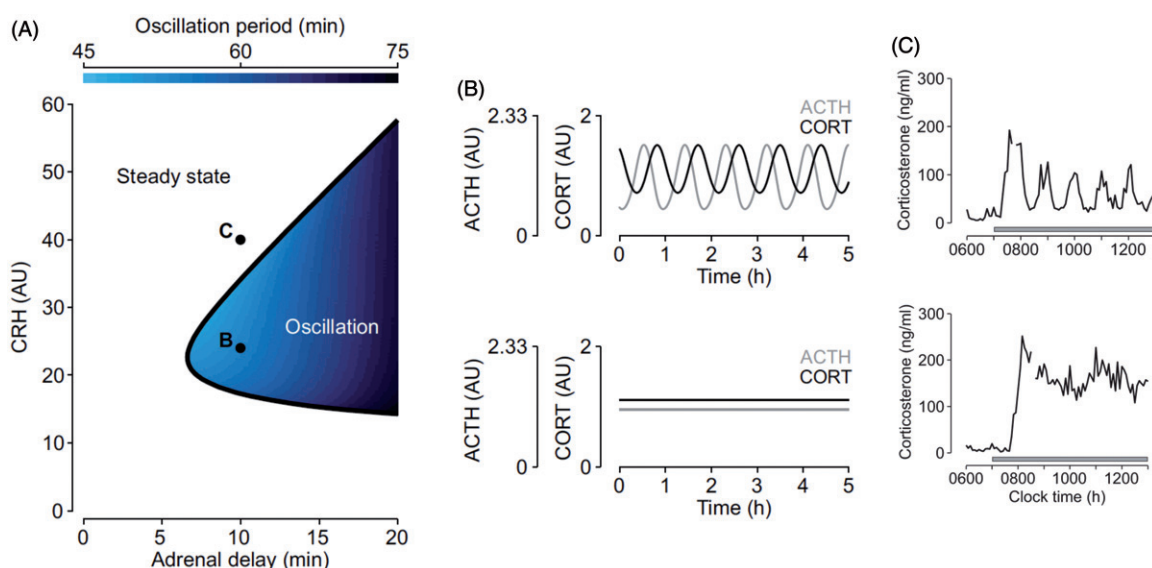 (A)
Oscillation period (min)
45 60 75
60
50
40
30
20
10
0
CRH (AU)
Steady state
C
B
Oscillation
0 5 10 15 20
Adrenal delay (min)
(B)
2.33
0
ACTH (AU)
2
0
CORT (AU)
ACTH
CORT
0 1 2 3 4 5
Time (h)
2.33
0
ACTH (AU)
2
0
CORT (AU)
ACTH
CORT
0 1 2 3 4 5
Time (h)
(C)
300
200
100
0
Corticosterone (ng/ml)
0600 0800 1000 1200
300
200
100
0
Corticosterone (ng/ml)
0600 0800 1000 1200
Clock time (h)